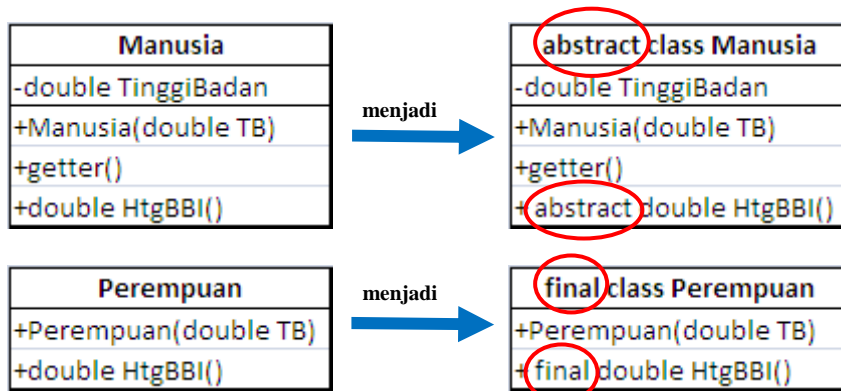 Manusia
-double TinggiBadan
+Manusia(double TB)
+getter()
+double HtgBBI()
menjadi
abstract class Manusia
-double TinggiBadan
+Manusia(double TB)
+getter()
+ abstract double HtgBBI()
Perempuan
+Perempuan(double TB)
+double HtgBBI()
menjadi
final class Perempuan
+Perempuan(double TB)
+ final double HtgBBI()